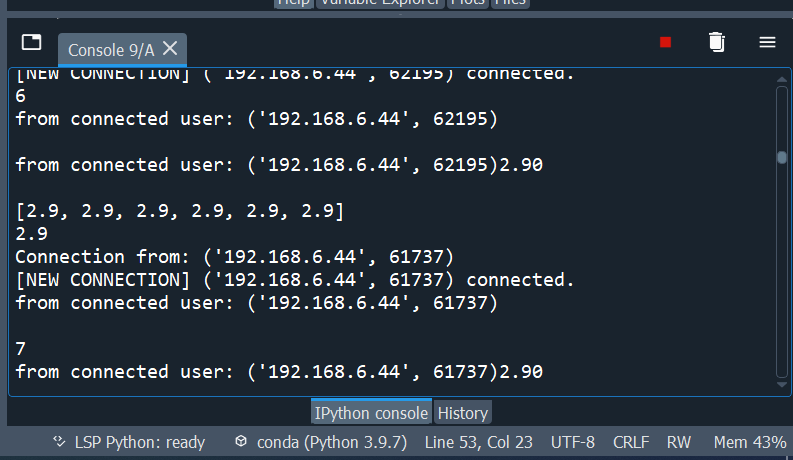 Help Variable Explorer Plots Files
Console 9/A
[NEW CONNECTION] ('192.168.6.44', 62195) connected.
6
from connected user: ('192.168.6.44', 62195)
from connected user: ('192.168.6.44', 62195)2.90
[2.9, 2.9, 2.9, 2.9, 2.9, 2.9]
2.9
Connection from: ('192.168.6.44', 61737)
[NEW CONNECTION] ('192.168.6.44', 61737) connected.
from connected user: ('192.168.6.44', 61737)
7
from connected user: ('192.168.6.44', 61737)2.90
IPython console History
LSP Python: ready conda (Python 3.9.7) Line 53, Col 23 UTF-8 CRLF RW Mem 43%